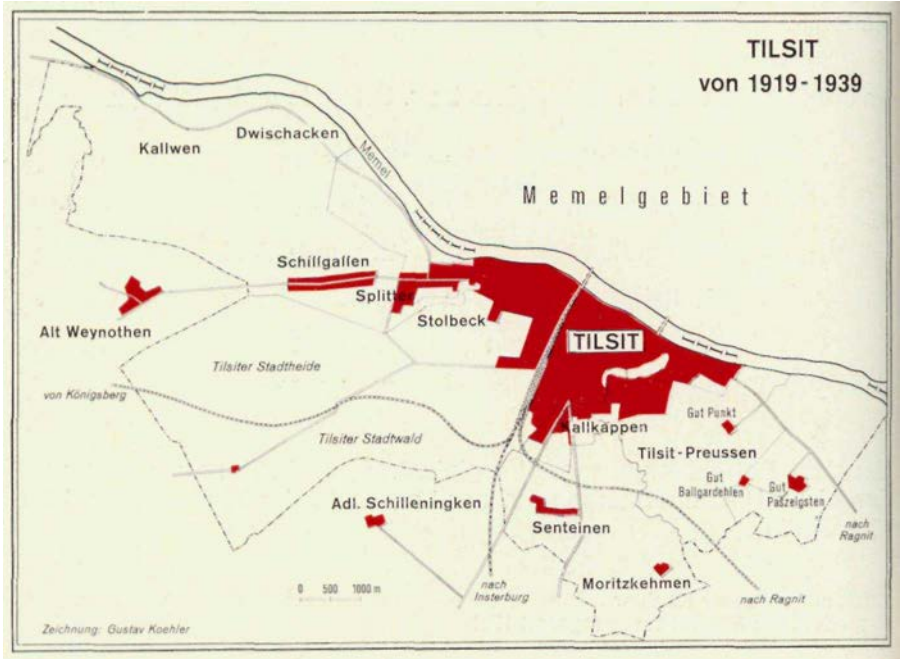 TILSIT
von 1919 - 1939
Kallwen
Dwischacken
Memel
Memelgebiet
Schillgallen
Splitter
Stolbeck
Alt Weynothen
TILSIT
Tilsiter Stadtheide
von Königsberg
Tilsiter Stadtwald
Kallkappen
Gut Punkt
Tilsit-Preussen
Gut
Ballgardehlen
Gut
Paßzeigsten
nach
Ragnit
Adl. Schilleningken
Senteinen
Moritzkehmen
nach
Insterburg
nach Ragnit
0 500 1000 m
Zeichnung: Gustav Koehler